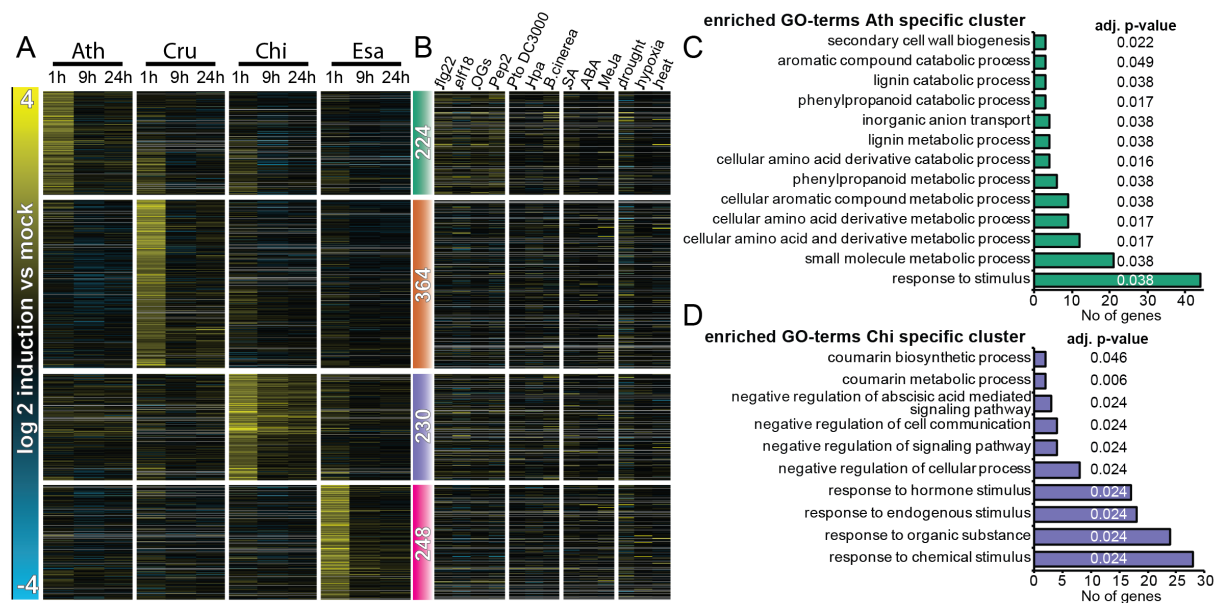 A
Ath
Cru
Chi
Esa
1h 9h 24h
1h 9h 24h
1h 9h 24h
1h 9h 24h
4
log 2 induction vs mock
-4
B
flg22
elf18
OGs
Pep2
Pto DC3000
Hpa
B.cinerea
SA
ABA
MeJa
drought
hypoxia
heat
224
364
230
248
C
enriched GO-terms Ath specific cluster
adj. p-value
secondary cell wall biogenesis 0.022
aromatic compound catabolic process 0.049
lignin catabolic process 0.038
phenylpropanoid catabolic process 0.017
inorganic anion transport 0.038
lignin metabolic process 0.038
cellular amino acid derivative catabolic process 0.016
phenylpropanoid metabolic process 0.038
cellular aromatic compound metabolic process 0.038
cellular amino acid derivative metabolic process 0.017
cellular amino acid and derivative metabolic process 0.017
small molecule metabolic process 0.038
response to stimulus 0.038
0 10 20 30 40
No of genes
D
enriched GO-terms Chi specific cluster
adj. p-value
coumarin biosynthetic process 0.046
coumarin metabolic process 0.006
negative regulation of abscisic acid mediated
signaling pathway 0.024
negative regulation of cell communication 0.024
negative regulation of signaling pathway 0.024
negative regulation of cellular process 0.024
response to hormone stimulus 0.024
response to endogenous stimulus 0.024
response to organic substance 0.024
response to chemical stimulus 0.024
0 5 10 15 20 25 30
No of genes